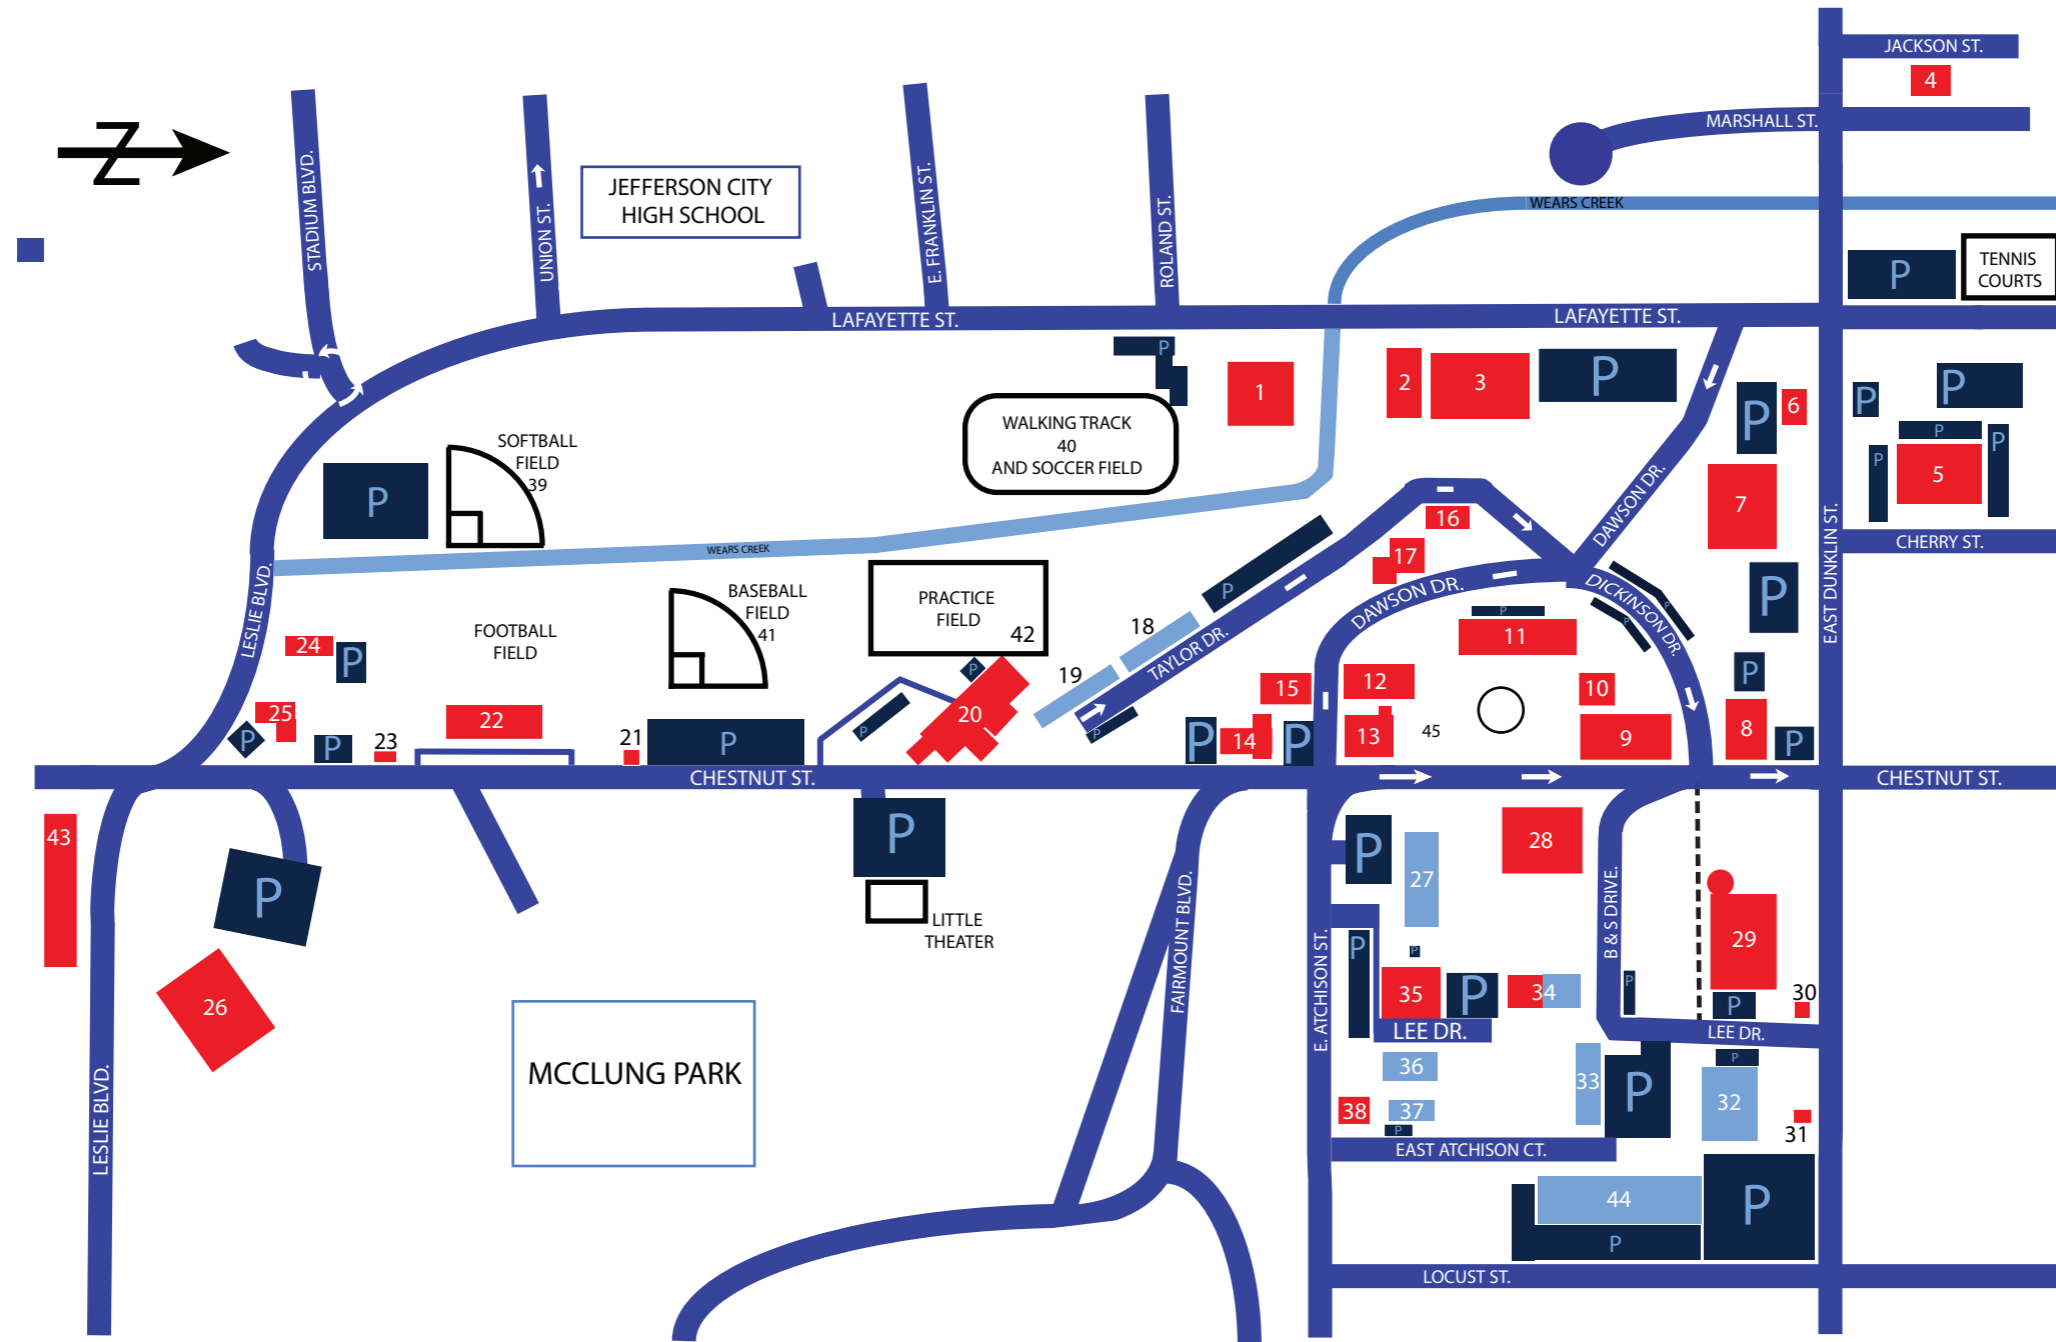 JACKSON ST.
4
MARSHALL ST.
N
STADIUM BLVD.
UNION ST.
JEFFERSON CITY
HIGH SCHOOL
E. FRANKLIN ST.
ROLAND ST.
WEARS CREEK
P
TENNIS
COURTS
LAFAYETTE ST.
LAFAYETTE ST.
P
1
2
3
P
P
6
P
P
P
P
5
P
WALKING TRACK
40
AND SOCCER FIELD
SOFTBALL
FIELD
39
P
7
DAWSON DR.
EAST DUNKLIN ST.
CHERRY ST.
16
17
WEARS CREEK
LESLIE BLVD.
BASEBALL
FIELD
41
PRACTICE
FIELD
42
P
18
19
TAYLOR DR.
P
DAWSON DR.
DICKINSON DR.
P
P
P
11
P
FOOTBALL
FIELD
24
P
25
P
P
23
22
21
P
P
P
20
15
12
10
P
P
14
P
13
45
9
8
P
CHESTNUT ST.
CHESTNUT ST.
43
P
26
P
LITTLE
THEATER
FAIRMOUNT BLVD.
E. ATCHISON ST.
P
27
28
B & S DRIVE.
29
P
P
35
P
34
P
P
30
LEE DR.
LEE DR.
MCCLUNG PARK
LESLIE BLVD.
36
33
P
P
32
38
37
P
31
EAST ATCHISON CT.
44
P
P
LOCUST ST.